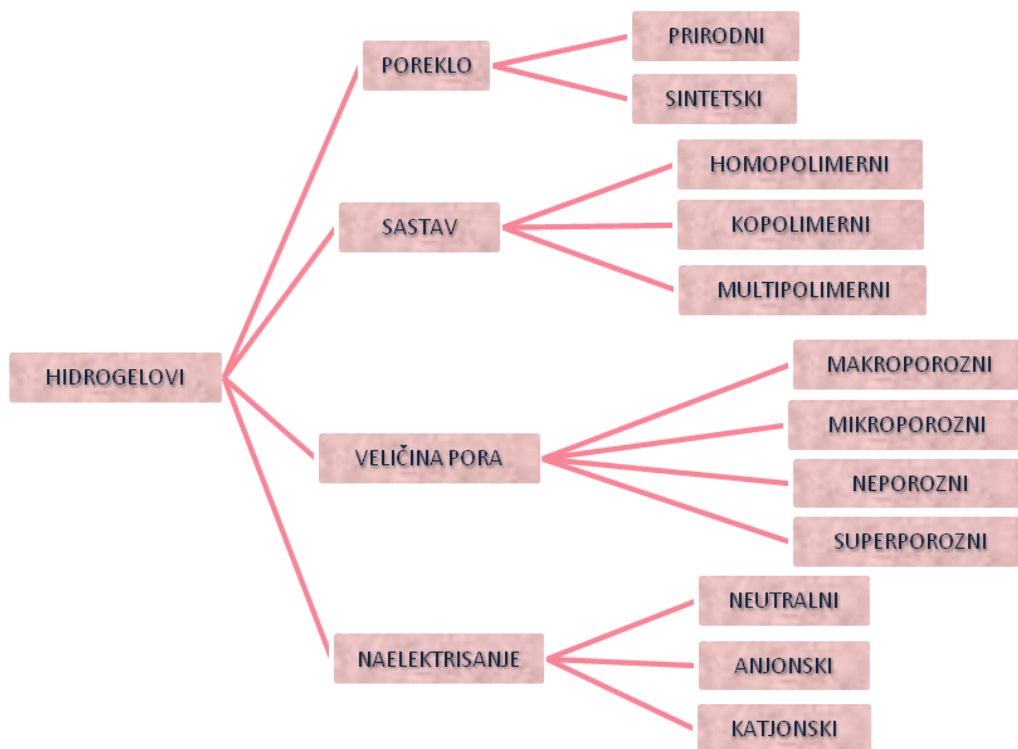 HIDROGELOVI
POREKLO
PRIRODNI
SINTETSKI
SASTAV
HOMOPOLIMERNI
KOPOLIMERNI
MULTIPOLIMERNI
VELIČINA PORA
MAKROPOROZNI
MIKROPOROZNI
NEPOROZNI
SUPERPOROZNI
NAELEKTRISANJE
NEUTRALNI
ANJONSKI
KATJONSKI